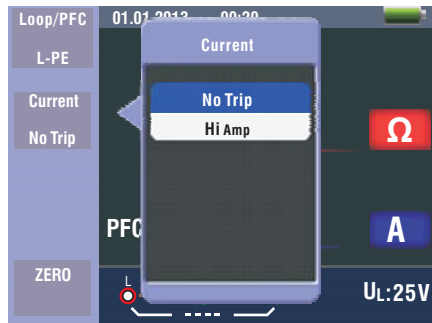 Loop/PFC
01.01.2013
L-PE
Current
No Trip
Current
No Trip
Hi Amp
Ω
PFC
A
ZERO
L
UL:25V